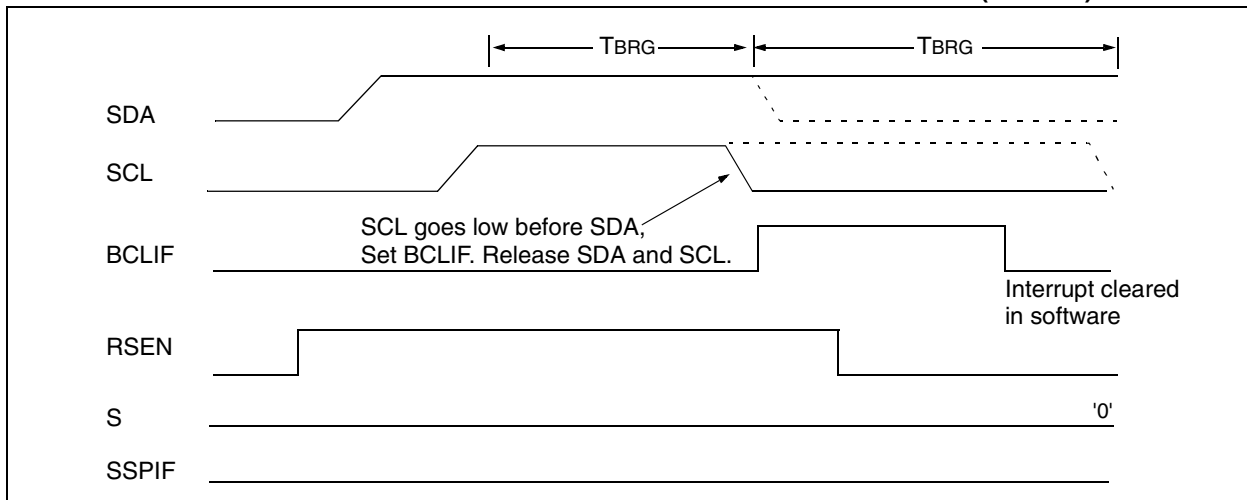 TBRG TBRG
SDA
SCL
SCL goes low before SDA,
Set BCLIF. Release SDA and SCL.
BCLIF
Interrupt cleared
in software
RSEN
S '0'
SSPIF